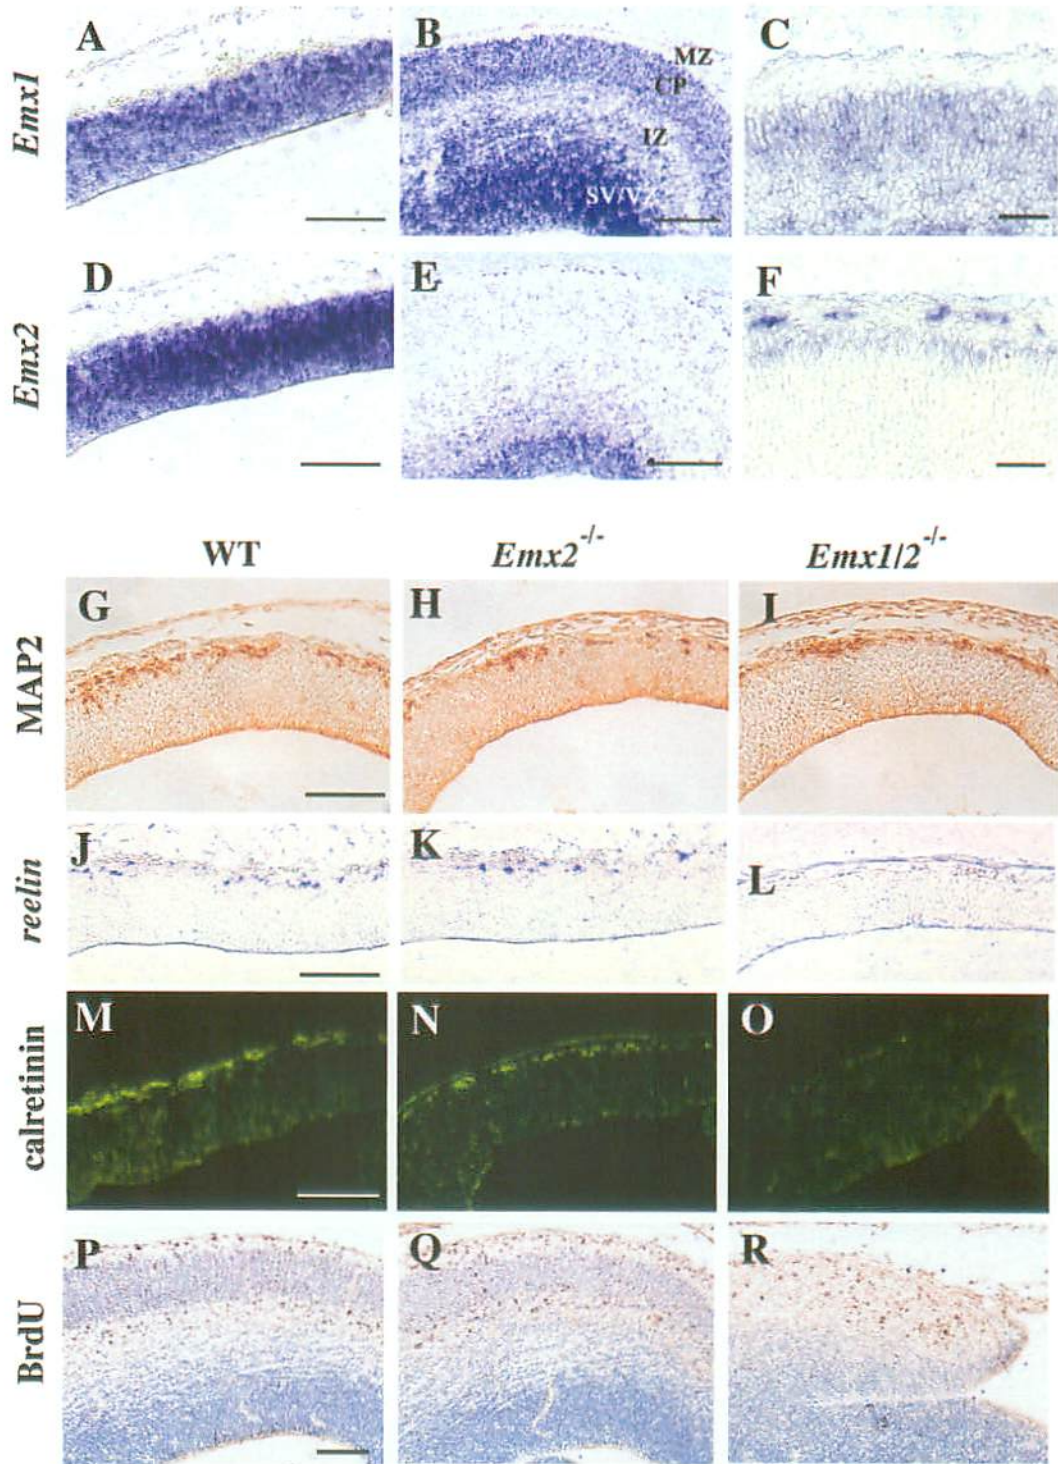 Emx1
A
B
C
MZ
CP
IZ
SV/VZ
Emx2
D
E
F
WT
Emx2-/-
Emx1/2-/-
MAP2
G
H
I
reelin
J
K
L
calretinin
M
N
O
BrdU
P
Q
R